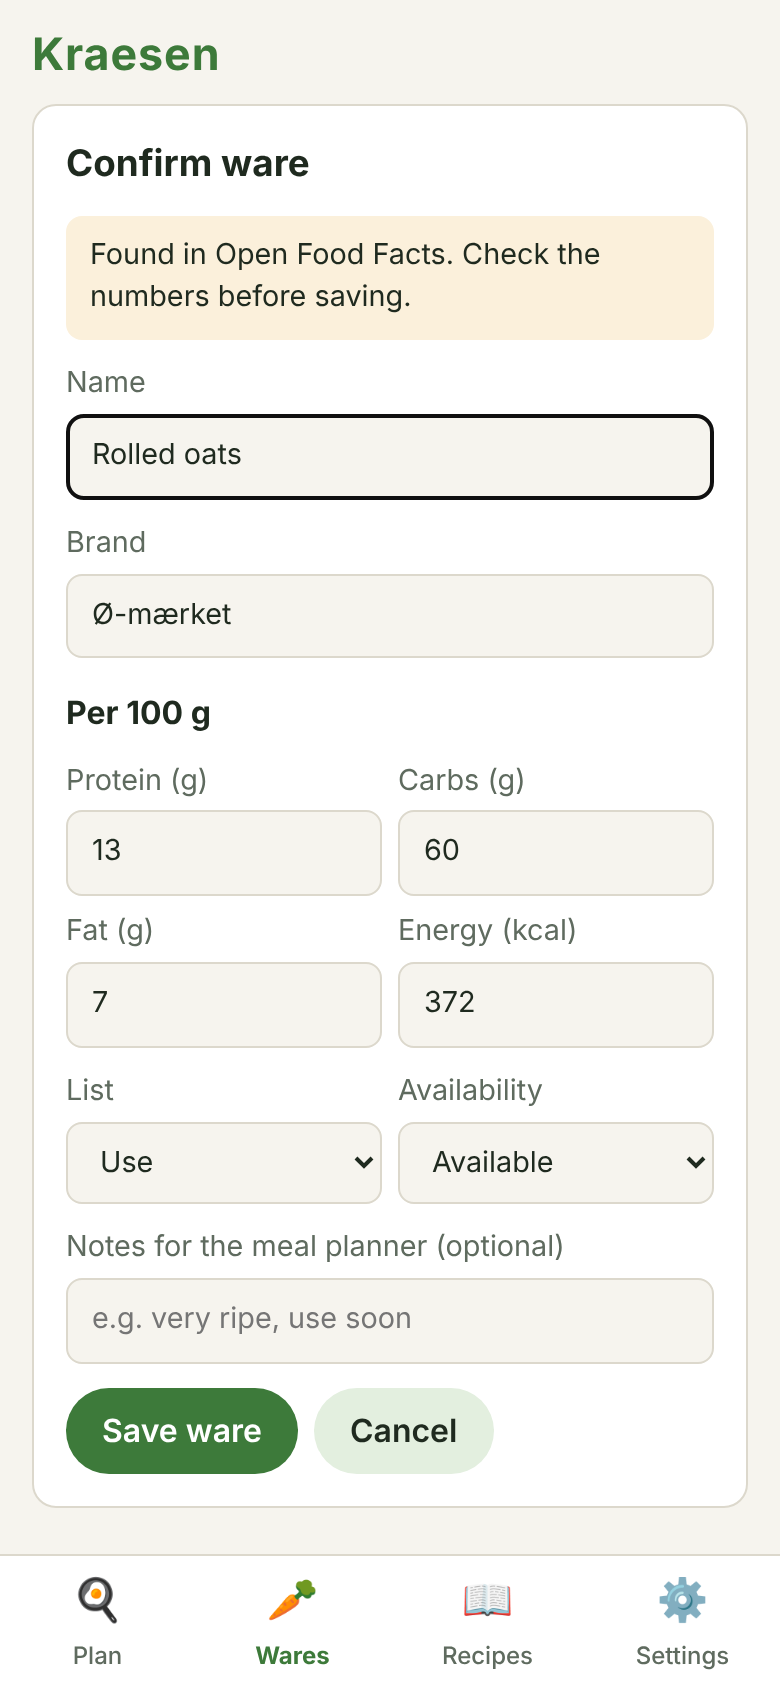 Kraesen
Confirm ware
Found in Open Food Facts. Check the
numbers before saving.
Name
Rolled oats
Brand
Ø-mærket
Per 100 g
Protein (g)
Carbs (g)
13
60
Fat (g)
Energy (kcal)
7
372
List
Availability
Use
Available
Notes for the meal planner (optional)
e.g. very ripe, use soon
Save ware
Cancel
Plan
Wares
Recipes
Settings